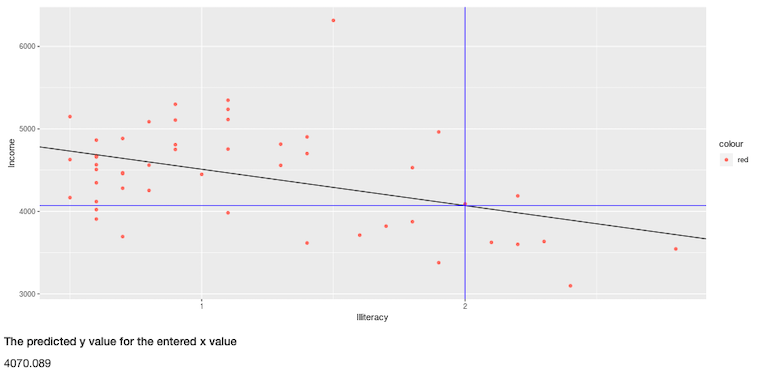 6000
5000
4000
3000
Income
1
2
Illiteracy
colour
red
The predicted y value for the entered x value
4070.089